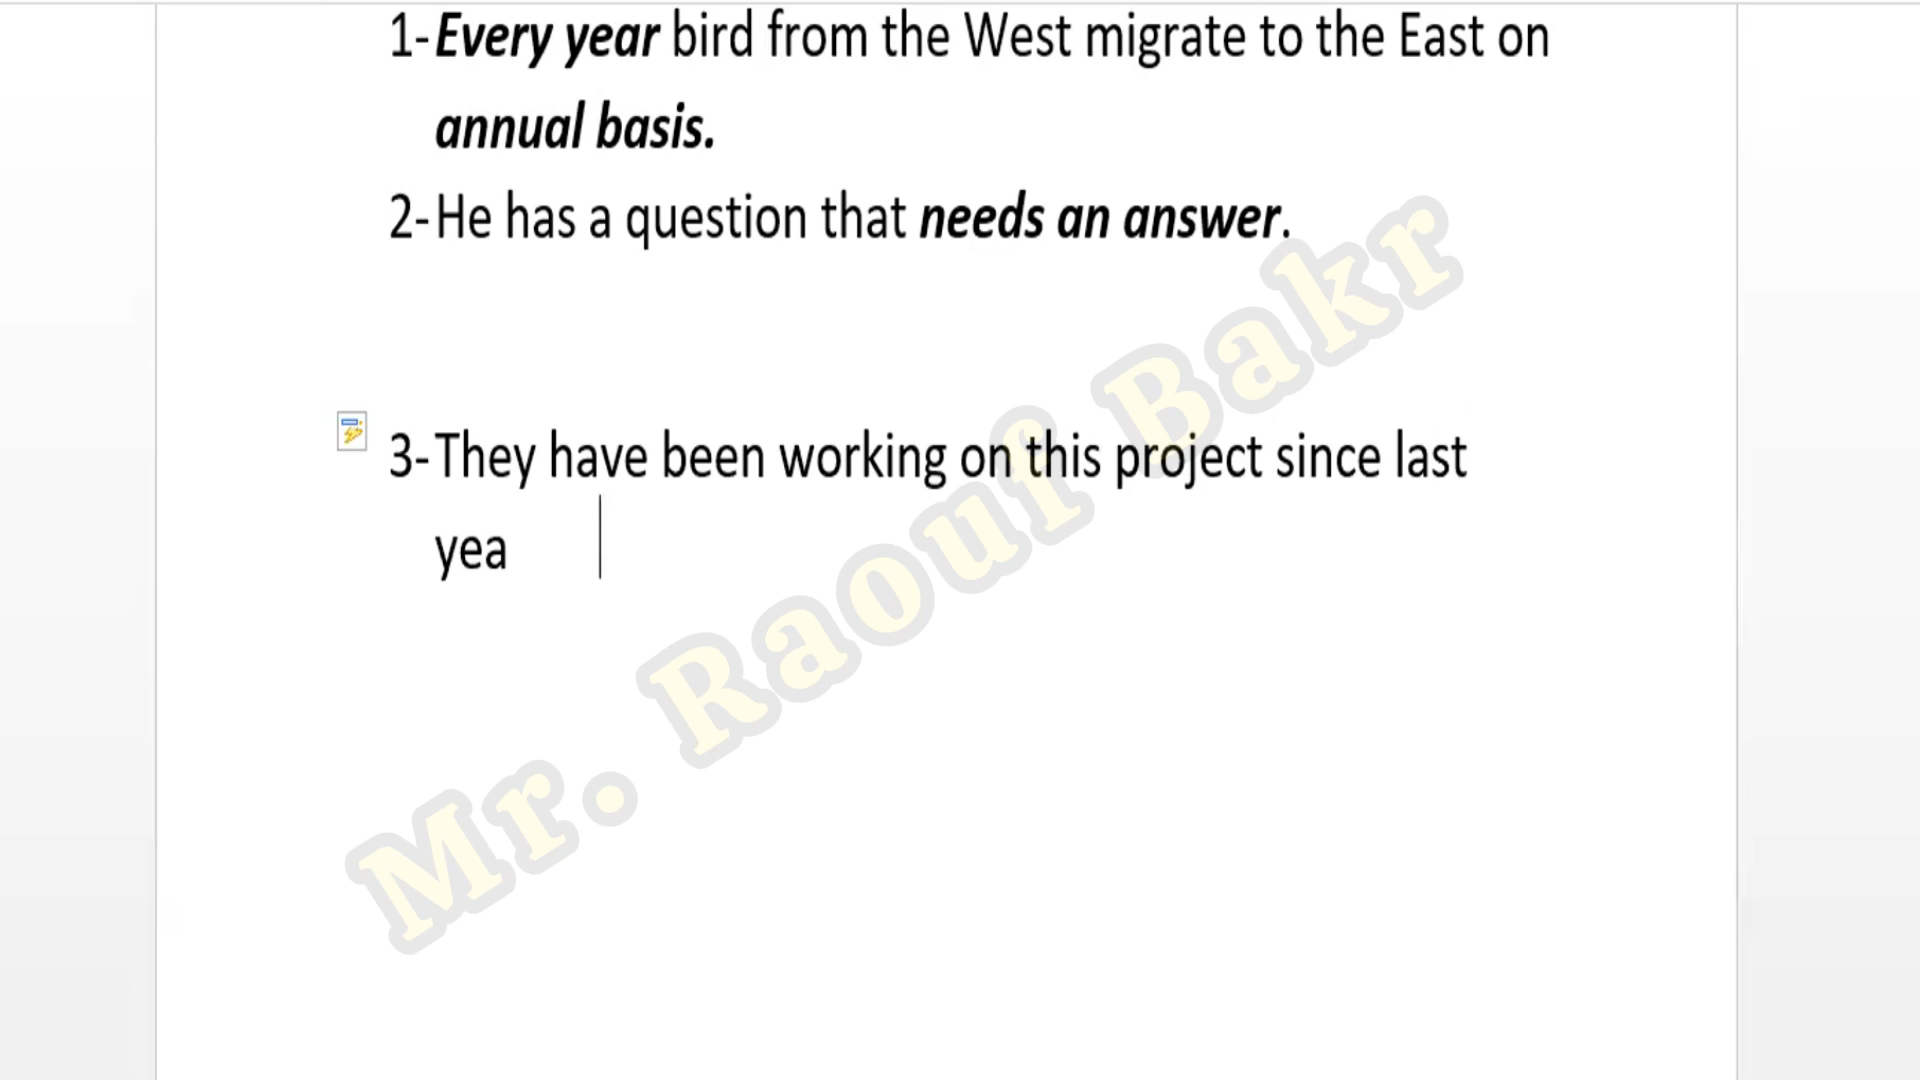 1-Every year bird from the West migrate to the East on
annual basis.
2-He has a question that needs an answer.
3-They have been working on this project since last
yea
Mr. Raouf Bakr